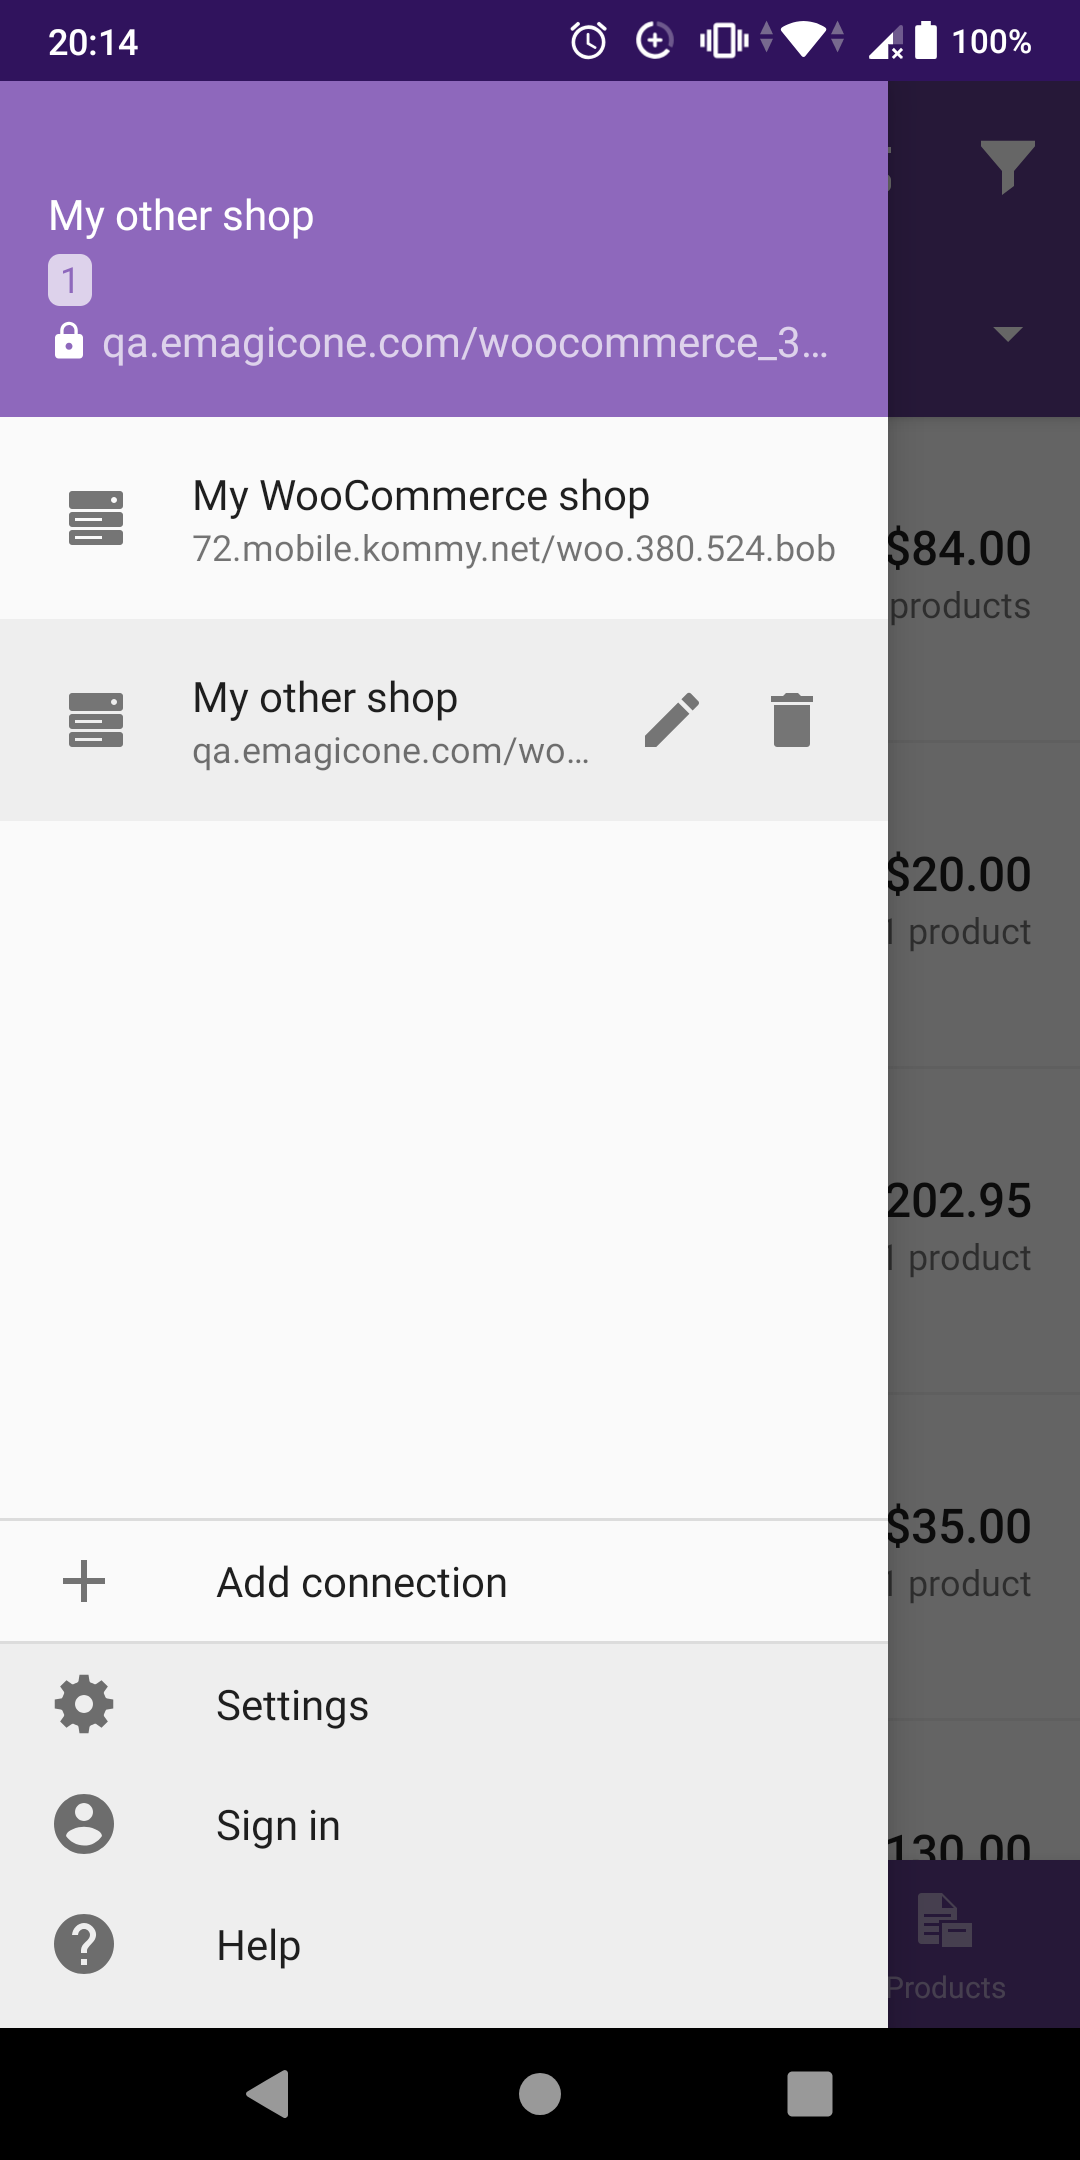 20:14
100%
My other shop
1
qa.emagicone.com/woocommerce_3...
My WooCommerce shop
72.mobile.kommy.net/woo.380.524.bob
$84.00
products
My other shop
qa.emagicone.com/wo...
$20.00
1 product
202.95
1 product
$35.00
1 product
Add connection
Settings
130.00
Sign in
Help
Products